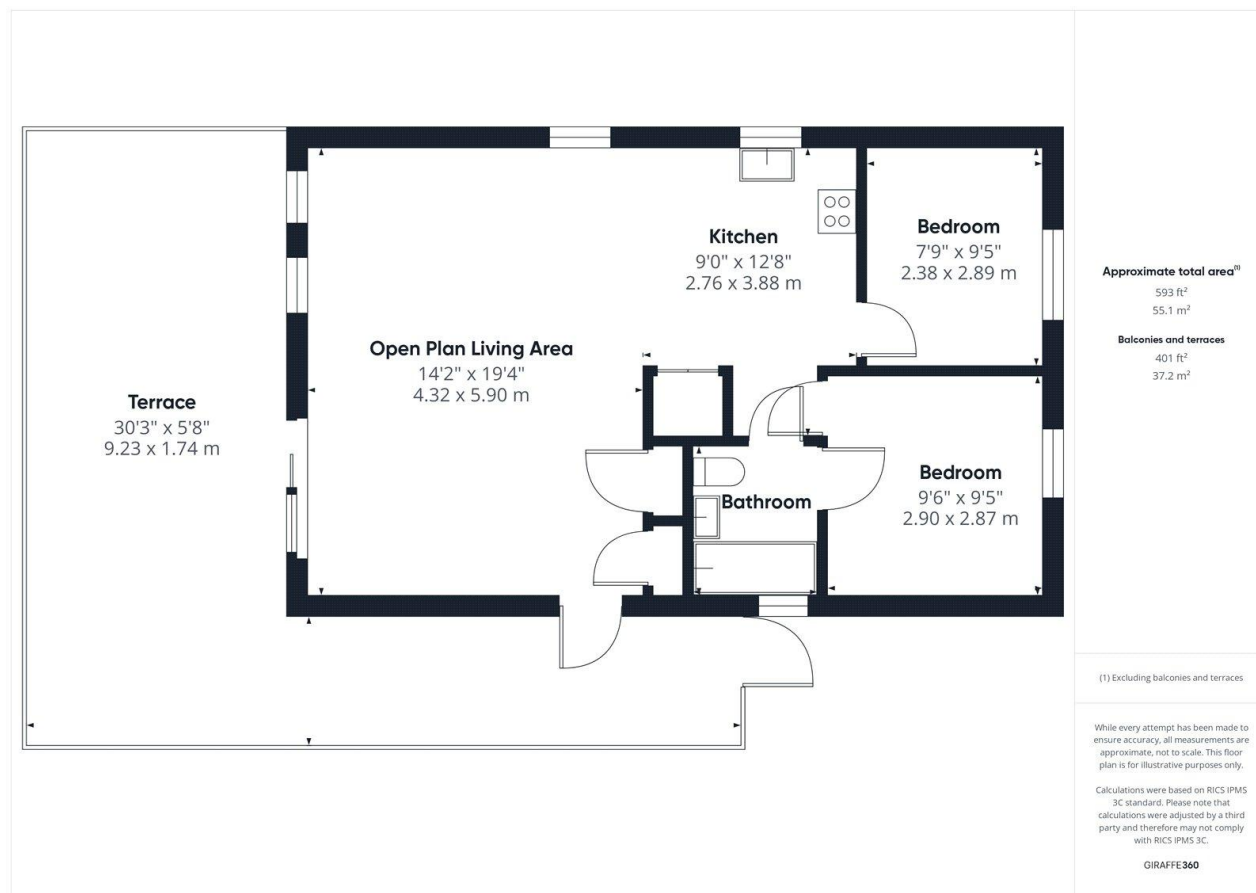 Kitchen
9'0" x 12'8"
2.76 x 3.88 m
Bedroom
7'9" x 9'5"
2.38 x 2.89 m
Open Plan Living Area
14'2" x 19'4"
4.32 x 5.90 m
Terrace
30'3" x 5'8"
9.23 x 1.74 m
Bathroom
Bedroom
9'6" x 9'5"
2.90 x 2.87 m
Approximate total area(1)
593 ft²
55.1 m²
Balconies and terraces
401 ft²
37.2 m²
(1) Excluding balconies and terraces
While every attempt has been made to
ensure accuracy, all measurements are
approximate, not to scale. This floor
plan is for illustrative purposes only.
Calculations were based on RICS IPMS
3C standard. Please note that
calculations were adjusted by a third
party and therefore may not comply
with RICS IPMS 3C.
GIRAFFE360